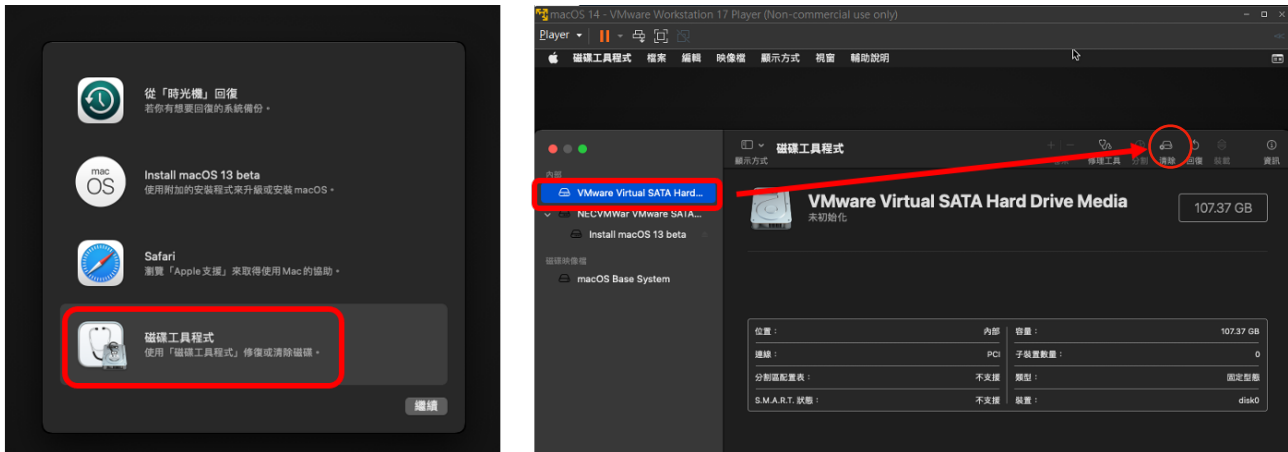 從「時光機」回復
若你有想要回復的系統備份。
mac
OS
Install macOS 13 beta
使用附加的安裝程式來升級或安裝 macOS。
Safari
瀏覽「Apple 支援」來取得使用 Mac 的協助。
磁碟工具程式
使用「磁碟工具程式」修復或清除磁碟。
繼續
macOS 14 - VMware Workstation 17 Player (Non-commercial use only)
Player
磁碟工具程式 檔案 編輯 映像檔 顯示方式 視窗 輔助說明
磁碟工具程式
顯示方式 修理工具 分割 清除 回復 裝載 資訊
內部
VMware Virtual SATA Hard...
NECVMWar VMware SATA...
Install macOS 13 beta
磁碟映像檔
macOS Base System
VMware Virtual SATA Hard Drive Media
未初始化
107.37 GB
位置： 內部 容量： 107.37 GB
連線： PCI 子裝置數量： 0
分割區配置表： 不支援 類型： 固定型態
S.M.A.R.T. 狀態： 不支援 裝置： disk0